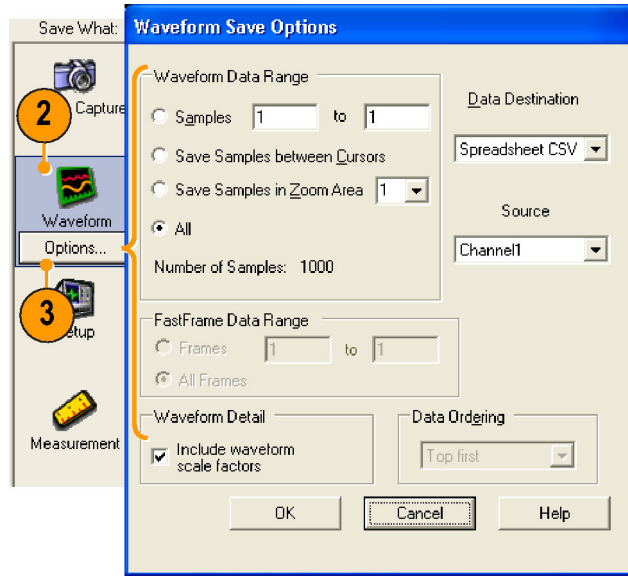 Save What:
Capture
2
Waveform
Options...
3
etup
Measurement
Waveform Save Options
Waveform Data Range
Samples 1 to 1
Save Samples between Cursors
Save Samples in Zoom Area 1
All
Number of Samples: 1000
Data Destination
Spreadsheet CSV
Source
Channel1
FastFrame Data Range
Frames 1 to 1
All Frames
Waveform Detail
Include waveform
scale factors
Data Ordering
Top first
OK
Cancel
Help